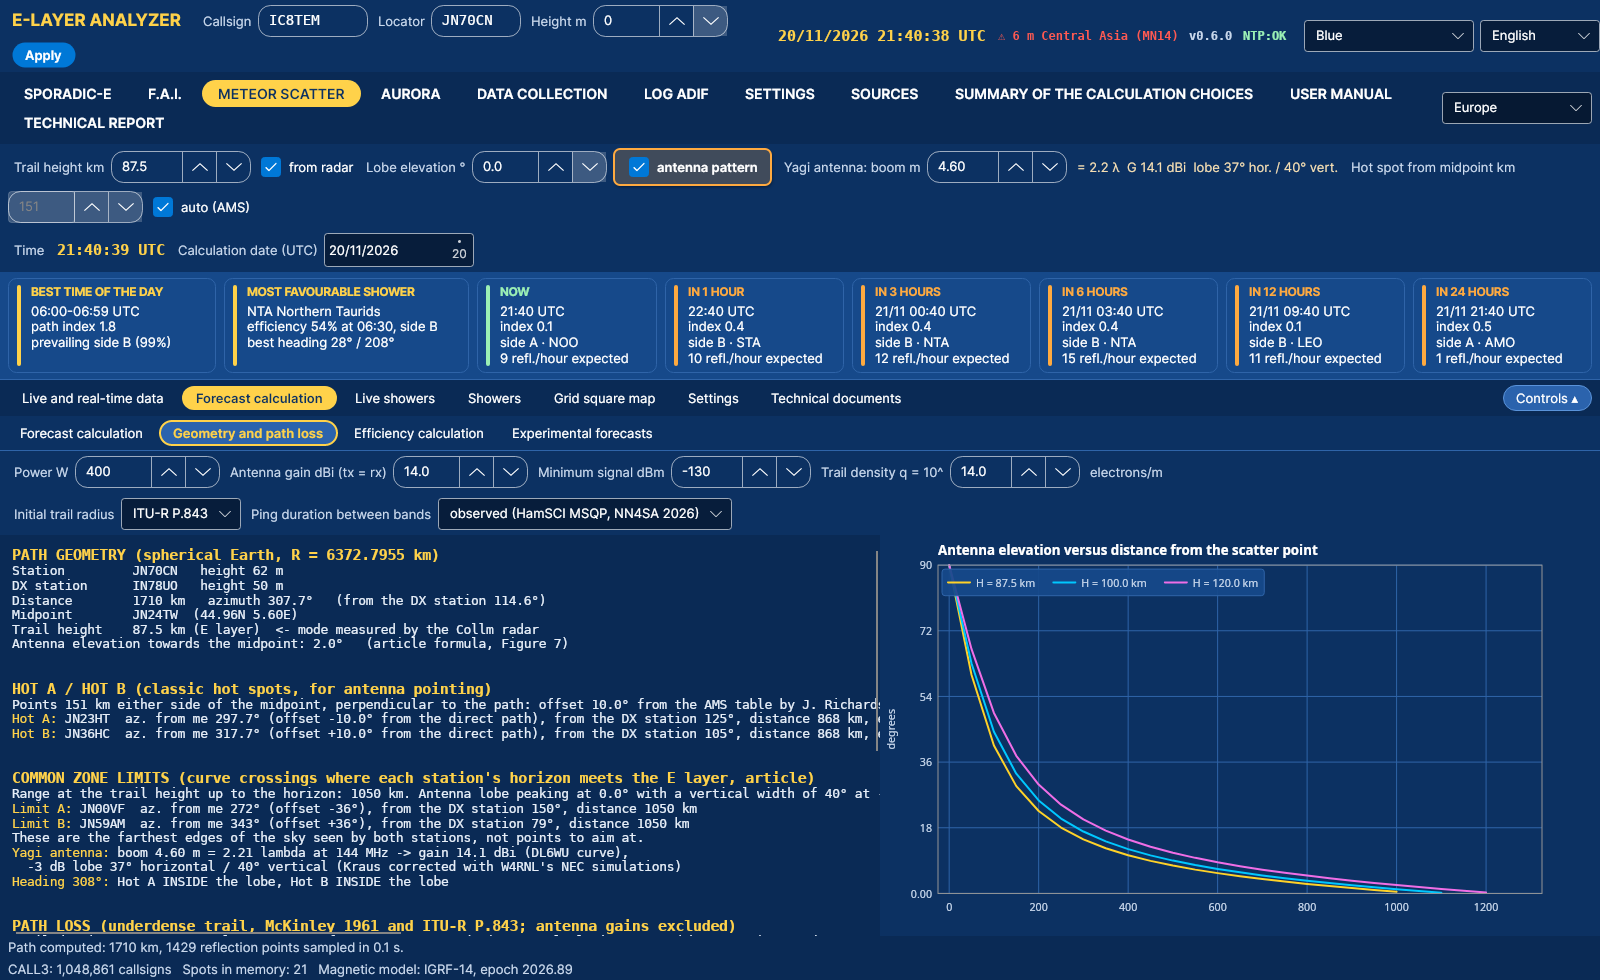 E-LAYER ANALYZER Callsign IC8TEM Locator JN70CN Height m 0
20/11/2026 21:40:38 UTC ⚠ 6 m Central Asia (MN14) v0.6.0 NTP:OK Blue English
Apply
SPORADIC-E F.A.I. METEOR SCATTER AURORA DATA COLLECTION LOG ADIF SETTINGS SOURCES SUMMARY OF THE CALCULATION CHOICES USER MANUAL
TECHNICAL REPORT
Europe
Trail height km 87.5 from radar Lobe elevation ° 0.0 antenna pattern Yagi antenna: boom m 4.60 = 2.2 λ G 14.1 dBi lobe 37° hor. / 40° vert. Hot spot from midpoint km
151 auto (AMS)
Time 21:40:39 UTC Calculation date (UTC) 20/11/2026 20
BEST TIME OF THE DAY
06:00-06:59 UTC
path index 1.8
prevailing side B (99%)
MOST FAVOURABLE SHOWER
NTA Northern Taurids
efficiency 54% at 06:30, side B
best heading 28° / 208°
NOW
21:40 UTC
index 0.1
side A · NOO
9 refl./hour expected
IN 1 HOUR
22:40 UTC
index 0.4
side B · STA
10 refl./hour expected
IN 3 HOURS
21/11 00:40 UTC
index 0.4
side B · NTA
12 refl./hour expected
IN 6 HOURS
21/11 03:40 UTC
index 0.4
side B · NTA
15 refl./hour expected
IN 12 HOURS
21/11 09:40 UTC
index 0.1
side B · LEO
11 refl./hour expected
IN 24 HOURS
21/11 21:40 UTC
index 0.5
side A · AMO
1 refl./hour expected
Live and real-time data Forecast calculation Live showers Showers Grid square map Settings Technical documents Controls ▴
Forecast calculation Geometry and path loss Efficiency calculation Experimental forecasts
Power W 400 Antenna gain dBi (tx = rx) 14.0 Minimum signal dBm -130 Trail density q = 10^ 14.0 electrons/m
Initial trail radius ITU-R P.843 Ping duration between bands observed (HamSCI MSQP, NN4SA 2026)
PATH GEOMETRY (spherical Earth, R = 6372.7955 km)
Station JN70CN height 62 m
DX station IN78UO height 50 m
Distance 1710 km azimuth 307.7° (from the DX station 114.6°)
Midpoint JN24TW (44.96N 5.60E)
Trail height 87.5 km (E layer) <- mode measured by the Collm radar
Antenna elevation towards the midpoint: 2.0° (article formula, Figure 7)
HOT A / HOT B (classic hot spots, for antenna pointing)
Points 151 km either side of the midpoint, perpendicular to the path: offset 10.0° from the AMS table by J. Richards
Hot A: JN23HT az. from me 297.7° (offset -10.0° from the direct path), from the DX station 125°, distance 868 km,
Hot B: JN36HC az. from me 317.7° (offset +10.0° from the direct path), from the DX station 105°, distance 868 km,
COMMON ZONE LIMITS (curve crossings where each station's horizon meets the E layer, article)
Range at the trail height up to the horizon: 1050 km. Antenna lobe peaking at 0.0° with a vertical width of 40° at
Limit A: JN00VF az. from me 272° (offset -36°), from the DX station 150°, distance 1050 km
Limit B: JN59AM az. from me 343° (offset +36°), from the DX station 79°, distance 1050 km
These are the farthest edges of the sky seen by both stations, not points to aim at.
Yagi antenna: boom 4.60 m = 2.21 lambda at 144 MHz -> gain 14.1 dBi (DL6WU curve),
-3 dB lobe 37° horizontal / 40° vertical (Kraus corrected with W4RNL's NEC simulations)
Heading 308°: Hot A INSIDE the lobe, Hot B INSIDE the lobe
PATH LOSS (underdense trail, McKinley 1961 and ITU-R P.843; antenna gains excluded)
Antenna elevation versus distance from the scatter point
H = 87.5 km H = 100.0 km H = 120.0 km
90
72
54
36
18
0.00
degrees
0 200 400 600 800 1000 1200
Path computed: 1710 km, 1429 reflection points sampled in 0.1 s.
CALL3: 1,048,861 callsigns Spots in memory: 21 Magnetic model: IGRF-14, epoch 2026.89